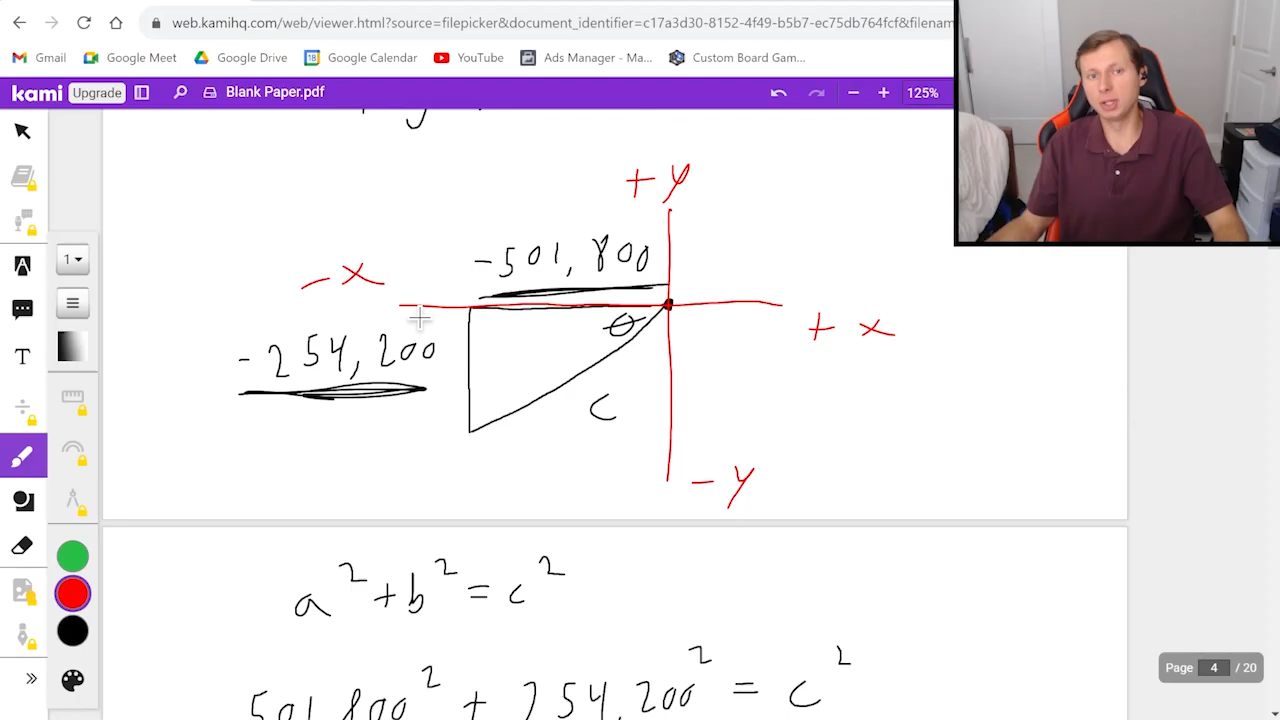 web.kamihq.com/web/viewer.html?source=filepicker&document_identifier=c17a3d30-8152-4f49-b5b7-ec75db764fcf&filenam
Gmail Google Meet Google Drive 18 Google Calendar YouTube Ads Manager - Ma... Custom Board Gam...
kami Upgrade Blank Paper.pdf 125%
+y
-501,800
-x
1
θ
+ x
-254,200
T
c
-y
a² + b² = c²
Page 4 / 20
501,800² + 254,200² = c²